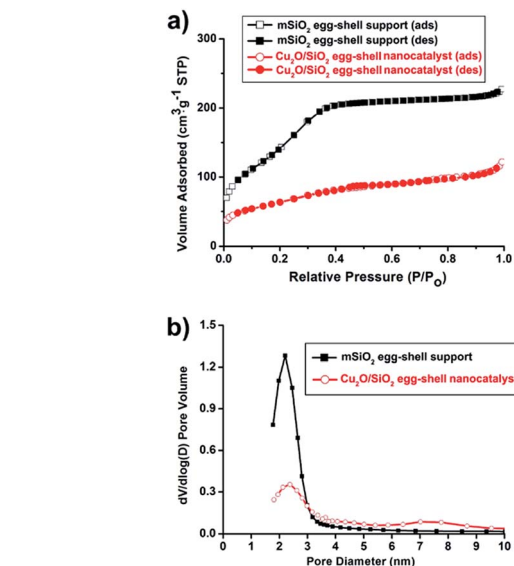 a)
mSiO₂ egg-shell support (ads)
mSiO₂ egg-shell support (des)
Cu₂O/SiO₂ egg-shell nanocatalyst (ads)
Cu₂O/SiO₂ egg-shell nanocatalyst (des)
Volume Adsorbed (cm³g⁻¹ STP)
300
200
100
0
0.0 0.2 0.4 0.6 0.8 1.0
Relative Pressure (P/P₀)
b)
mSiO₂ egg-shell support
Cu₂O/SiO₂ egg-shell nanocatalys
dV/dlog(D) Pore Volume
1.5
1.2
0.9
0.6
0.3
0.0
0 1 2 3 4 5 6 7 8 9 10
Pore Diameter (nm)